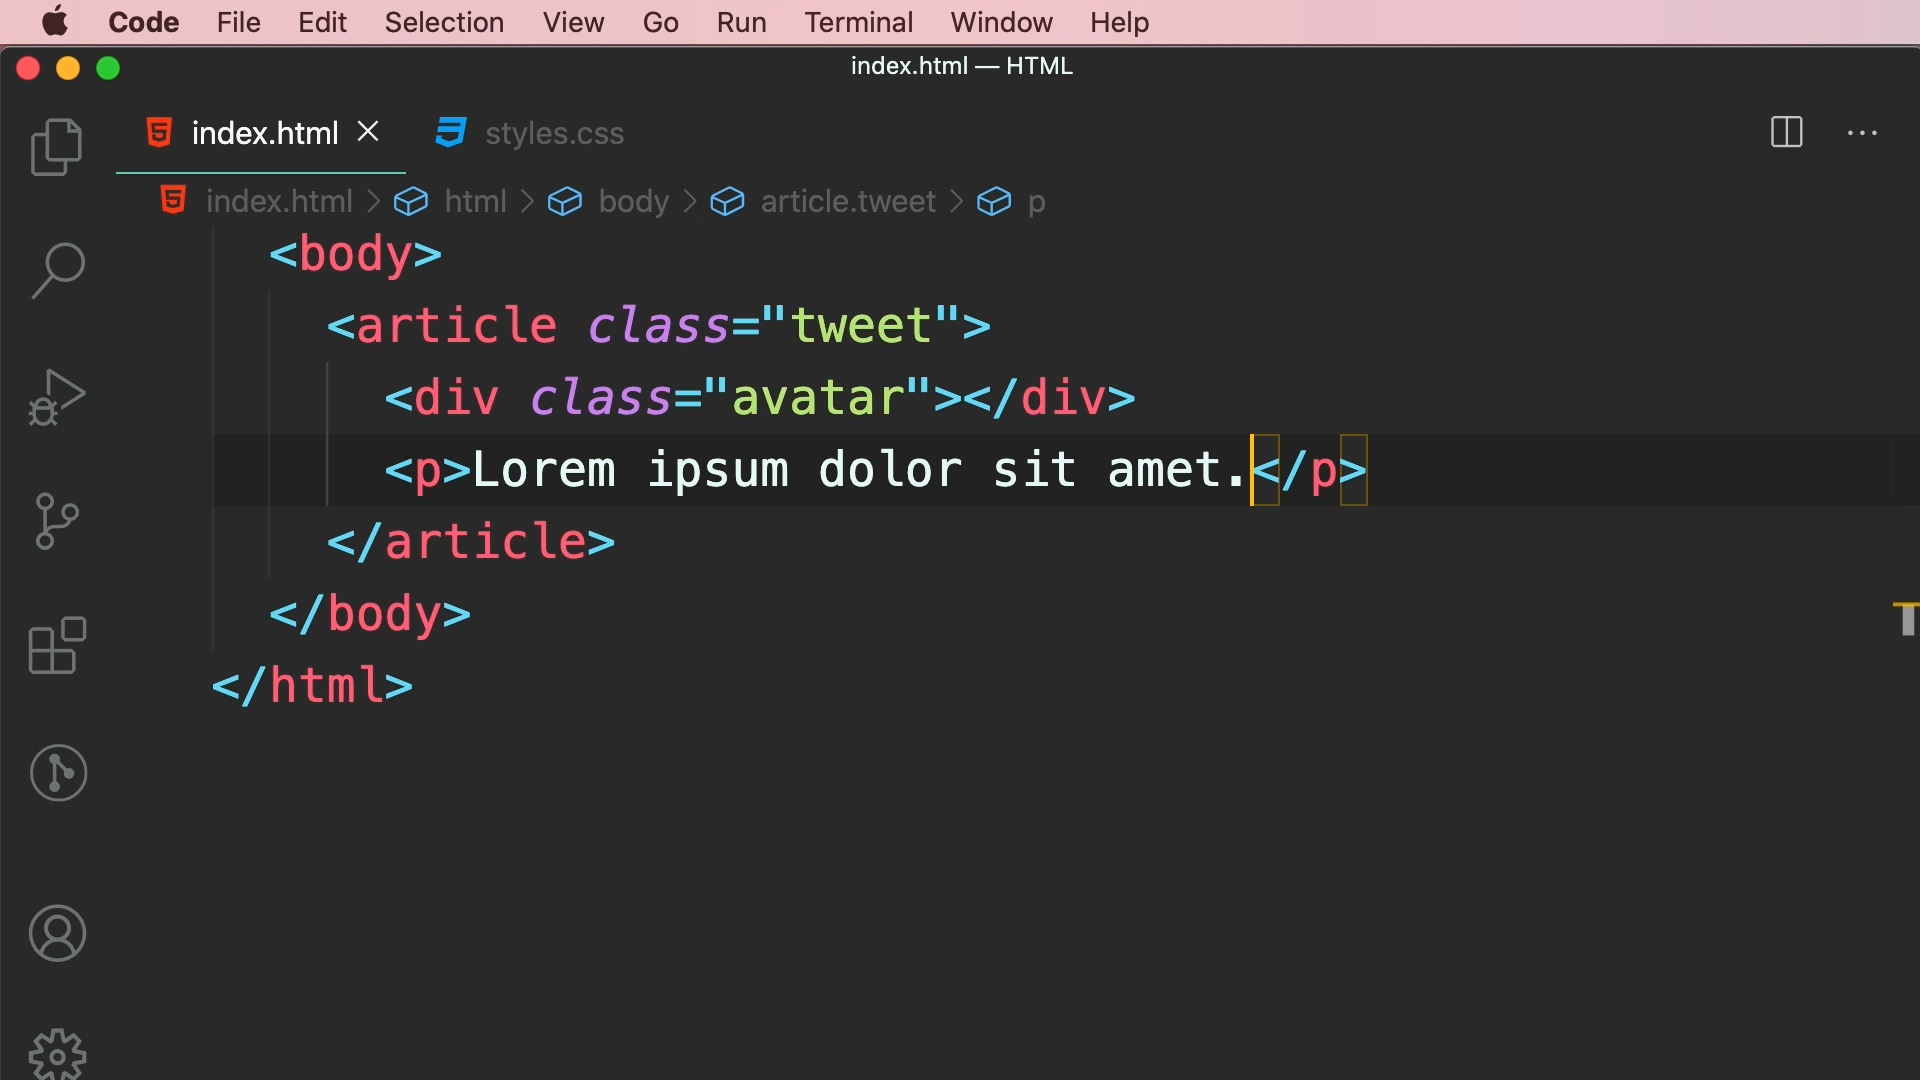 Code File Edit Selection View Go Run Terminal Window Help
index.html — HTML
index.html styles.css
index.html > html > body > article.tweet > p
<body>
<article class="tweet">
<div class="avatar"></div>
<p>Lorem ipsum dolor sit amet.</p>
</article>
</body>
</html>